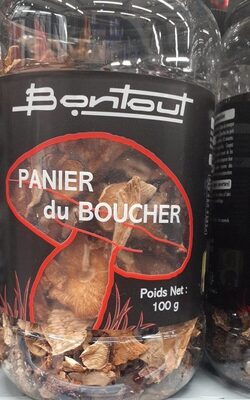 Bontout
PANIER
du BOUCHER
Poids Net :
100 g